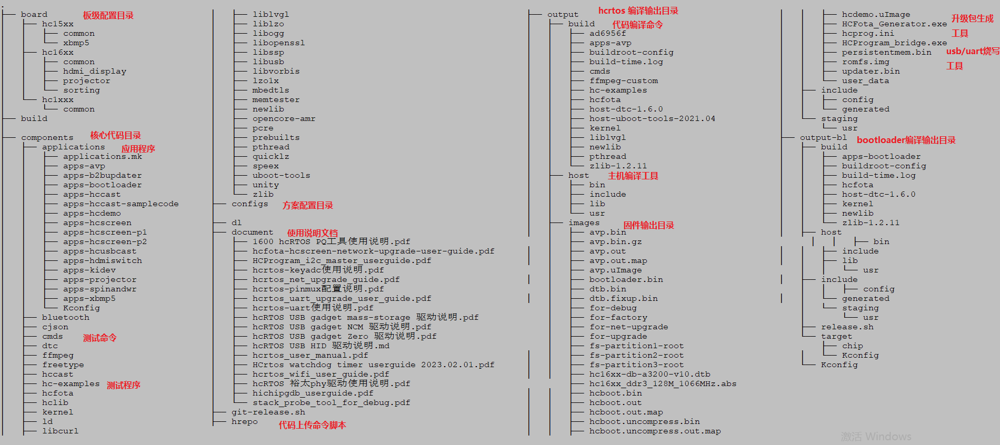 .
board 板级配置目录
hc15xx
common
xbmp5
hc16xx
common
hdmi_display
projector
sorting
hc1xxx
common
build
components 核心代码目录
applications 应用程序
applications.mk
apps-avp
apps-b2bupdater
apps-bootloader
apps-hccast
apps-hccast-samplecode
apps-hcdemo
apps-hcscreen
apps-hcscreen-p1
apps-hcscreen-p2
apps-hcusbcast
apps-hdmiswitch
apps-kidev
apps-projector
apps-spinandwr
apps-xbmp5
Kconfig
bluetooth
cjson
cmds 测试命令
dtc
ffmpeg
freetype
hccast
hc-examples 测试程序
hcfota
hclib
kernel
ld
libcurl
liblvgl
liblzo
libogg
libopenssl
libssp
libusb
libvorbis
lzo1x
mbedtls
memtester
newlib
opencore-amr
pcre
prebuilts
pthread
quicklz
speex
uboot-tools
unity
zlib
configs 方案配置目录
dl
document 使用说明文档
1600 hcRTOS PQ工具使用说明.pdf
hcfota-hcscreen-network-upgrade-user-guide.pdf
HCProgram_i2c_master_userguide.pdf
hcrtos-keyadc使用说明.pdf
hcrtos_net_upgrade_guide.pdf
hcrtos-pinmux配置说明.pdf
hcrtos_uart_upgrade_user_guide.pdf
hcrtos-uart使用说明.pdf
hcRTOS USB gadget mass-storage 驱动说明.pdf
hcRTOS USB gadget NCM 驱动说明.pdf
hcRTOS USB gadget Zero 驱动说明.pdf
hcRTOS USB HID 驱动说明.md
hcrtos_user_manual.pdf
HCrtos watchdog timer userguide 2023.02.01.pdf
hcrtos_wifi_user_guide.pdf
hcRTOS 裕太phy驱动使用说明.pdf
hichipgdb_userguide.pdf
stack_probe_tool_for_debug.pdf
git-release.sh
hrepo 代码上传命令脚本
output hcrtos 编译输出目录
build 代码编译命令
ad6956f
apps-avp
buildroot-config
build-time.log
cmds
ffmpeg-custom
hc-examples
hcfota
host-dtc-1.6.0
host-uboot-tools-2021.04
kernel
liblvgl
newlib
pthread
zlib-1.2.11
host 主机编译工具
bin
include
lib
usr
images 固件输出目录
avp.bin
avp.bin.gz
avp.out
avp.out.map
avp.uImage
bootloader.bin
dtb.bin
dtb.fixup.bin
for-debug
for-factory
for-net-upgrade
for-upgrade
fs-partition1-root
fs-partition2-root
fs-partition3-root
hc16xx-db-a3200-v10.dtb
hc16xx_ddr3_128M_1066MHz.abs
hcboot.bin
hcboot.out
hcboot.out.map
hcboot.uncompress.bin
hcboot.uncompress.out.map
hcdemo.uImage
HCFota_Generator.exe 升级包生成
hcprog.ini 工具
HCProgram_bridge.exe
persistentmem.bin usb/uart烧写
romfs.img 工具
updater.bin
user_data
include
config
generated
staging
usr
output-bl bootloader编译输出目录
build
apps-bootloader
buildroot-config
build-time.log
hcfota
host-dtc-1.6.0
kernel
newlib
zlib-1.2.11
host
bin
include
lib
usr
include
config
generated
staging
usr
release.sh
target
chip
Kconfig
Kconfig
激活 Windows